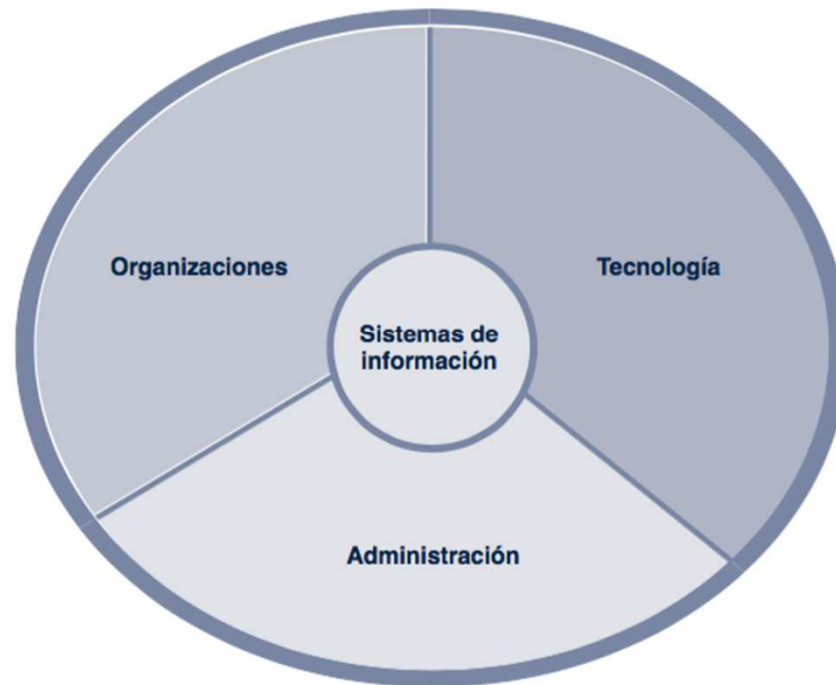 Organizaciones
Tecnología
Sistemas de
información
Administración